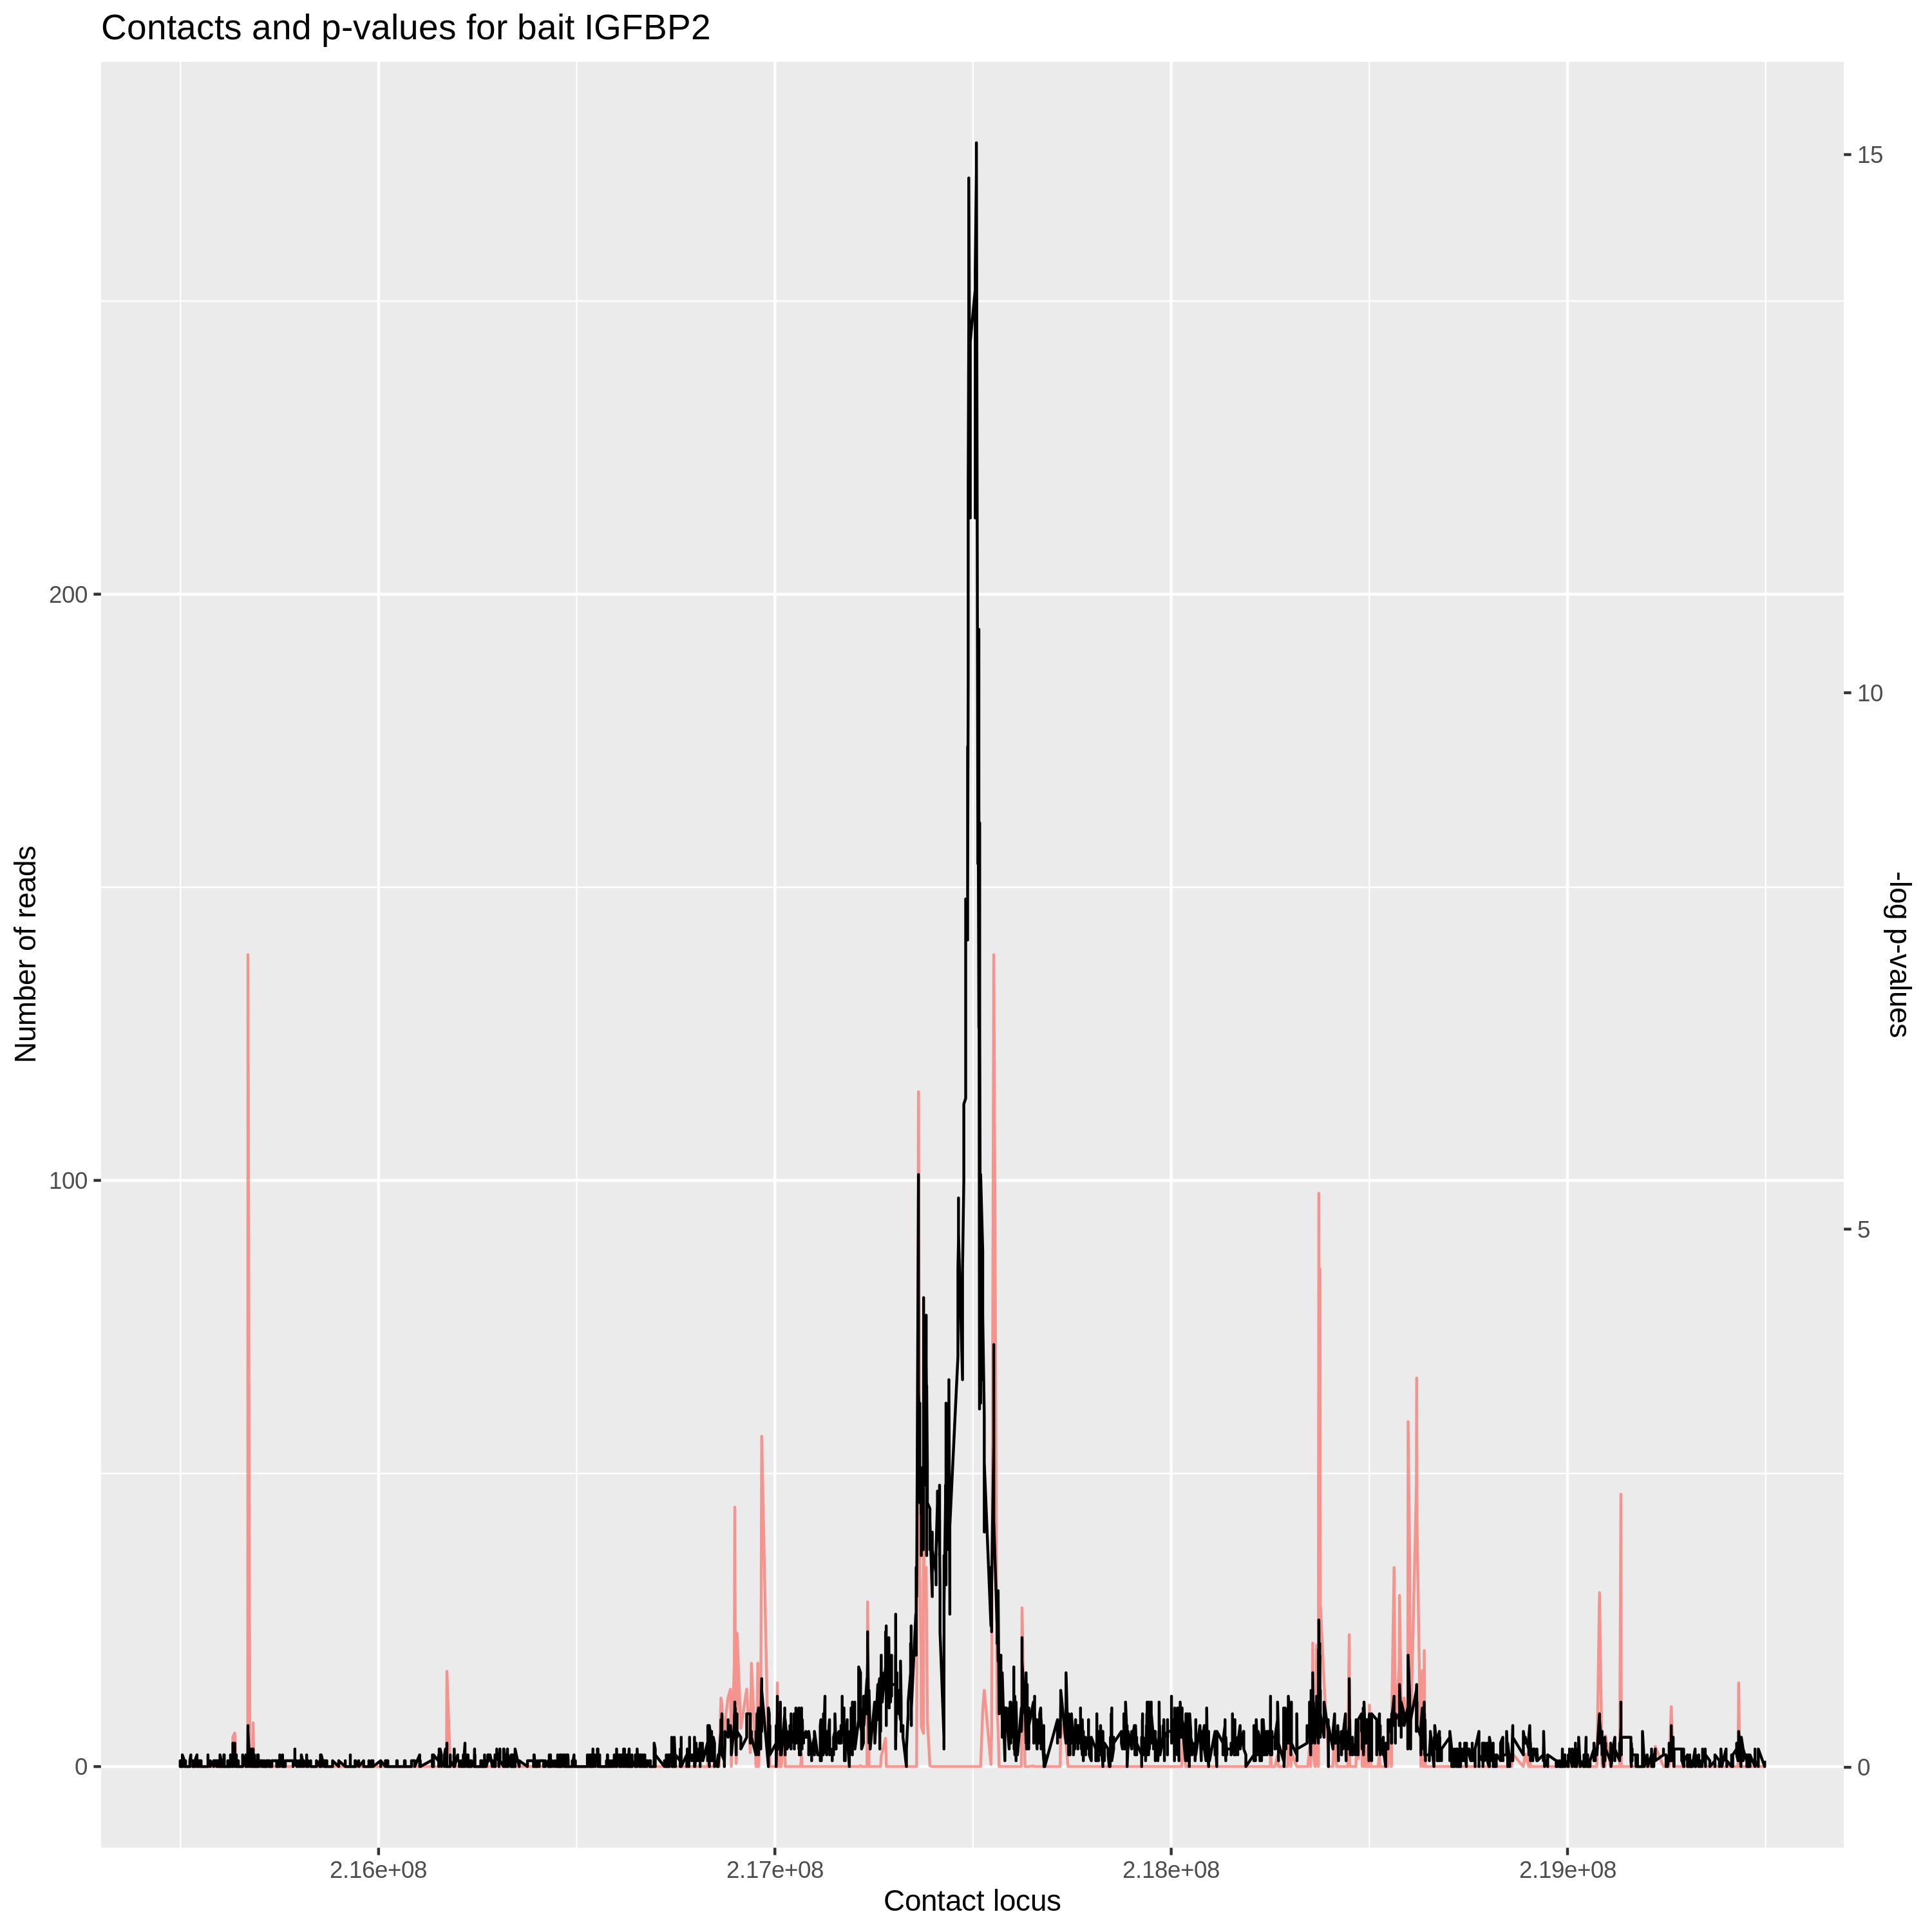 Contacts and p-values for bait IGFBP2
15
200
10
Number of reads
-log p-values
100
5
0
0
2.16e+08
2.17e+08
2.18e+08
2.19e+08
Contact locus